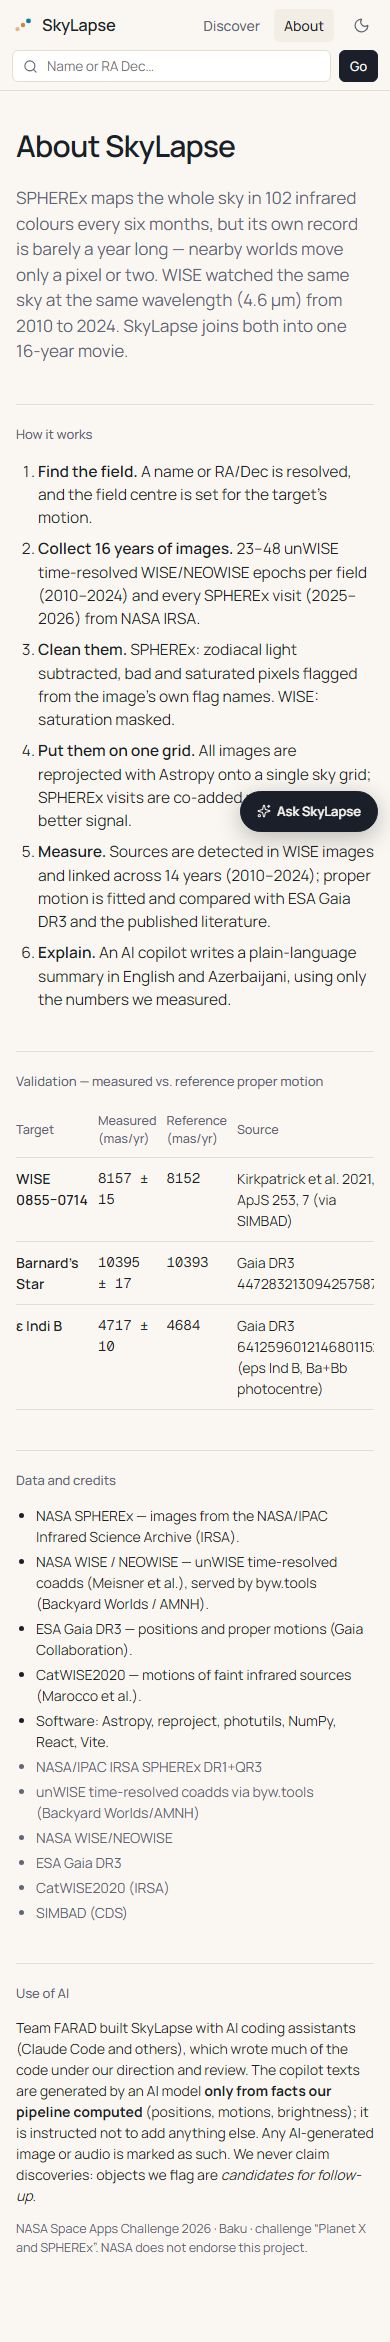 SkyLapse
Discover
About
Name or RA Dec…
Go
About SkyLapse
SPHEREx maps the whole sky in 102 infrared
colours every six months, but its own record
is barely a year long — nearby worlds move
only a pixel or two. WISE watched the same
sky at the same wavelength (4.6 µm) from
2010 to 2024. SkyLapse joins both into one
16-year movie.
How it works
1. Find the field. A name or RA/Dec is resolved,
and the field centre is set for the target's
motion.
2. Collect 16 years of images. 23–48 unWISE
time-resolved WISE/NEOWISE epochs per field
(2010–2024) and every SPHEREx visit (2025–
2026) from NASA IRSA.
3. Clean them. SPHEREx: zodiacal light
subtracted, bad and saturated pixels flagged
from the image's own flag names. WISE:
saturation masked.
4. Put them on one grid. All images are
reprojected with Astropy onto a single sky grid;
SPHEREx visits are co-added
better signal.
Ask SkyLapse
5. Measure. Sources are detected in WISE images
and linked across 14 years (2010–2024); proper
motion is fitted and compared with ESA Gaia
DR3 and the published literature.
6. Explain. An AI copilot writes a plain-language
summary in English and Azerbaijani, using only
the numbers we measured.
Validation — measured vs. reference proper motion
Target
Measured
(mas/yr)
Reference
(mas/yr)
Source
WISE
0855−0714
8157 ±
15
8152
Kirkpatrick et al. 2021,
ApJS 253, 7 (via
SIMBAD)
Barnard's
Star
10395
± 17
10393
Gaia DR3
447283213094257587
ε Indi B
4717 ±
10
4684
Gaia DR3
641259601214680115
(eps Ind B, Ba+Bb
photocentre)
Data and credits
• NASA SPHEREx — images from the NASA/IPAC
Infrared Science Archive (IRSA).
• NASA WISE / NEOWISE — unWISE time-resolved
coadds (Meisner et al.), served by byw.tools
(Backyard Worlds / AMNH).
• ESA Gaia DR3 — positions and proper motions (Gaia
Collaboration).
• CatWISE2020 — motions of faint infrared sources
(Marocco et al.).
• Software: Astropy, reproject, photutils, NumPy,
React, Vite.
• NASA/IPAC IRSA SPHEREx DR1+QR3
• unWISE time-resolved coadds via byw.tools
(Backyard Worlds/AMNH)
• NASA WISE/NEOWISE
• ESA Gaia DR3
• CatWISE2020 (IRSA)
• SIMBAD (CDS)
Use of AI
Team FARAD built SkyLapse with AI coding assistants
(Claude Code and others), which wrote much of the
code under our direction and review. The copilot texts
are generated by an AI model only from facts our
pipeline computed (positions, motions, brightness); it
is instructed not to add anything else. Any AI-generated
image or audio is marked as such. We never claim
discoveries: objects we flag are candidates for follow-
up.
NASA Space Apps Challenge 2026 · Baku · challenge “Planet X
and SPHEREx”. NASA does not endorse this project.